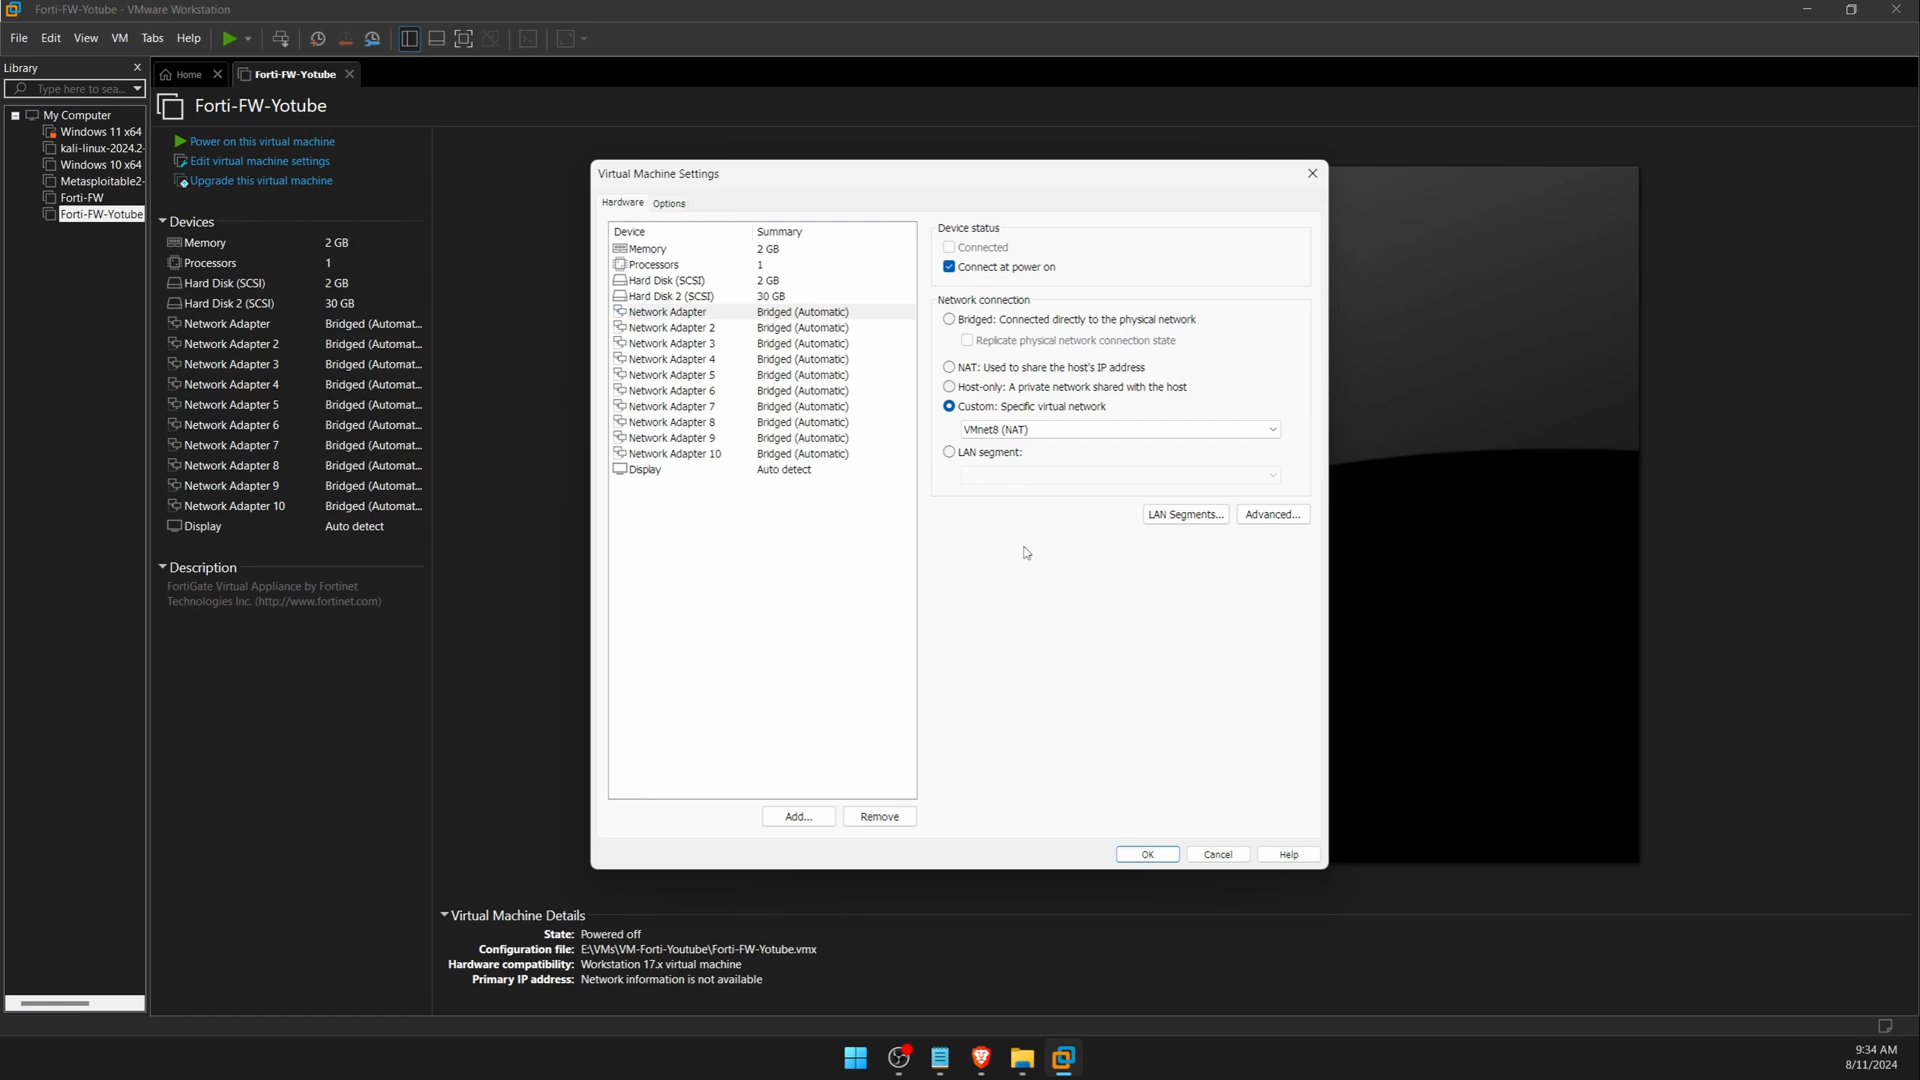 Forti-FW-Yotube - VMware Workstation
File Edit View VM Tabs Help
Library
Type here to sea...
My Computer
Windows 11 x64
kali-linux-2024.2-
Windows 10 x64
Metasploitable2-
Forti-FW
Forti-FW-Yotube
Home Forti-FW-Yotube
Forti-FW-Yotube
Power on this virtual machine
Edit virtual machine settings
Upgrade this virtual machine
Devices
Memory 2 GB
Processors 1
Hard Disk (SCSI) 2 GB
Hard Disk 2 (SCSI) 30 GB
Network Adapter Bridged (Automat...
Network Adapter 2 Bridged (Automat...
Network Adapter 3 Bridged (Automat...
Network Adapter 4 Bridged (Automat...
Network Adapter 5 Bridged (Automat...
Network Adapter 6 Bridged (Automat...
Network Adapter 7 Bridged (Automat...
Network Adapter 8 Bridged (Automat...
Network Adapter 9 Bridged (Automat...
Network Adapter 10 Bridged (Automat...
Display Auto detect
Description
FortiGate Virtual Appliance by Fortinet
Technologies Inc. (http://www.fortinet.com)
Virtual Machine Settings
Hardware Options
Device Summary
Memory 2 GB
Processors 1
Hard Disk (SCSI) 2 GB
Hard Disk 2 (SCSI) 30 GB
Network Adapter Bridged (Automatic)
Network Adapter 2 Bridged (Automatic)
Network Adapter 3 Bridged (Automatic)
Network Adapter 4 Bridged (Automatic)
Network Adapter 5 Bridged (Automatic)
Network Adapter 6 Bridged (Automatic)
Network Adapter 7 Bridged (Automatic)
Network Adapter 8 Bridged (Automatic)
Network Adapter 9 Bridged (Automatic)
Network Adapter 10 Bridged (Automatic)
Display Auto detect
Add... Remove
Device status
Connected
Connect at power on
Network connection
Bridged: Connected directly to the physical network
Replicate physical network connection state
NAT: Used to share the host's IP address
Host-only: A private network shared with the host
Custom: Specific virtual network
VMnet8 (NAT)
LAN segment:
LAN Segments... Advanced...
OK Cancel Help
Virtual Machine Details
State: Powered off
Configuration file: E:\VMs\VM-Forti-Youtube\Forti-FW-Yotube.vmx
Hardware compatibility: Workstation 17.x virtual machine
Primary IP address: Network information is not available
9:34 AM
8/11/2024